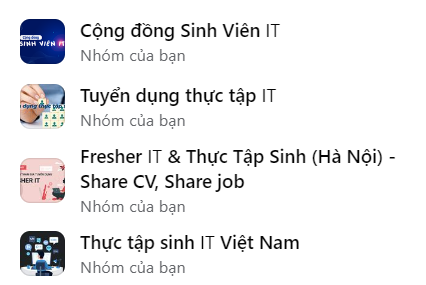 Cộng đồng Sinh Viên IT
Nhóm của bạn
Tuyển dụng thực tập IT
Nhóm của bạn
Fresher IT & Thực Tập Sinh (Hà Nội) -
Share CV, Share job
Nhóm của bạn
Thực tập sinh IT Việt Nam
Nhóm của bạn